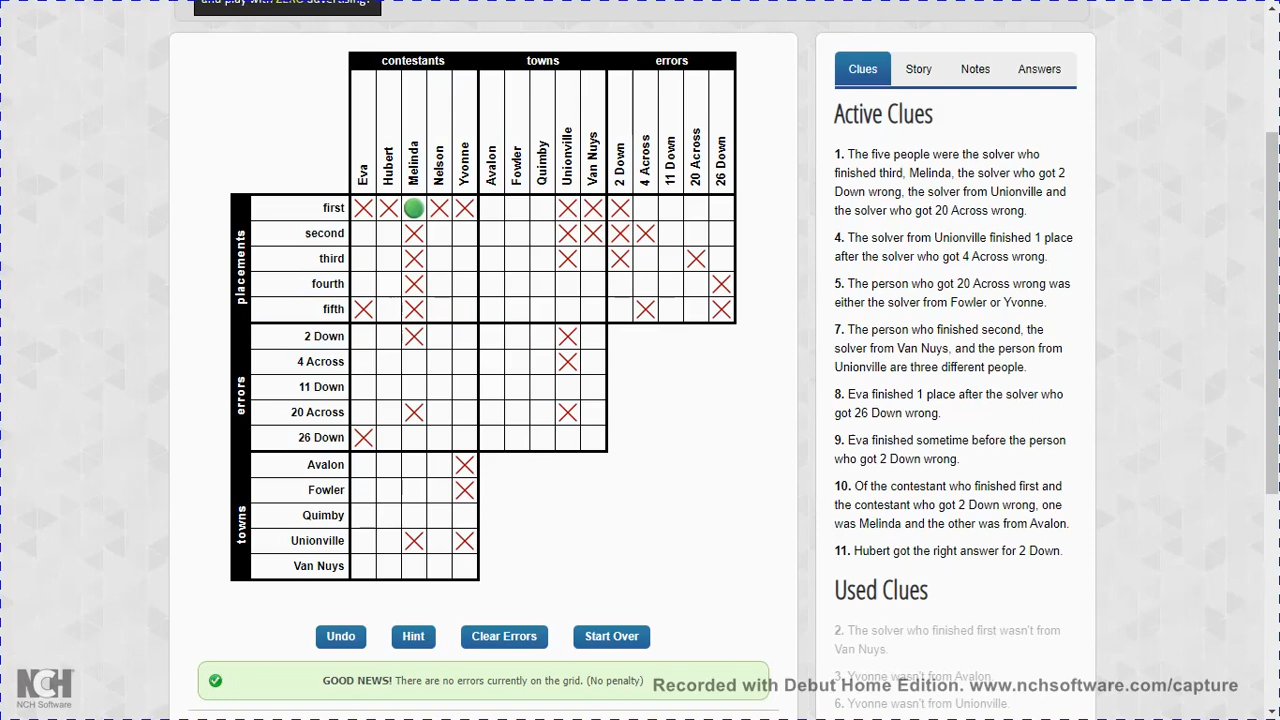 and play with ZERO advertising!
contestants towns errors
Eva Hubert Melinda Nelson Yvonne Avalon Fowler Quimby Unionville Van Nuys 2 Down 4 Across 11 Down 20 Across 26 Down
placements
first
second
third
fourth
fifth
errors
2 Down
4 Across
11 Down
20 Across
26 Down
towns
Avalon
Fowler
Quimby
Unionville
Van Nuys
Undo Hint Clear Errors Start Over
GOOD NEWS! There are no errors currently on the grid. (No penalty)
Clues Story Notes Answers
Active Clues
1. The five people were the solver who
finished third, Melinda, the solver who got 2
Down wrong, the solver from Unionville and
the solver who got 20 Across wrong.
4. The solver from Unionville finished 1 place
after the solver who got 4 Across wrong.
5. The person who got 20 Across wrong was
either the solver from Fowler or Yvonne.
7. The person who finished second, the
solver from Van Nuys, and the person from
Unionville are three different people.
8. Eva finished 1 place after the solver who
got 26 Down wrong.
9. Eva finished sometime before the person
who got 2 Down wrong.
10. Of the contestant who finished first and
the contestant who got 2 Down wrong, one
was Melinda and the other was from Avalon.
11. Hubert got the right answer for 2 Down.
Used Clues
2. The solver who finished first wasn't from
Van Nuys.
3. Yvonne wasn't from Avalon.
6. Yvonne wasn't from Unionville.
NCH
NCH Software
Recorded with Debut Home Edition. www.nchsoftware.com/capture